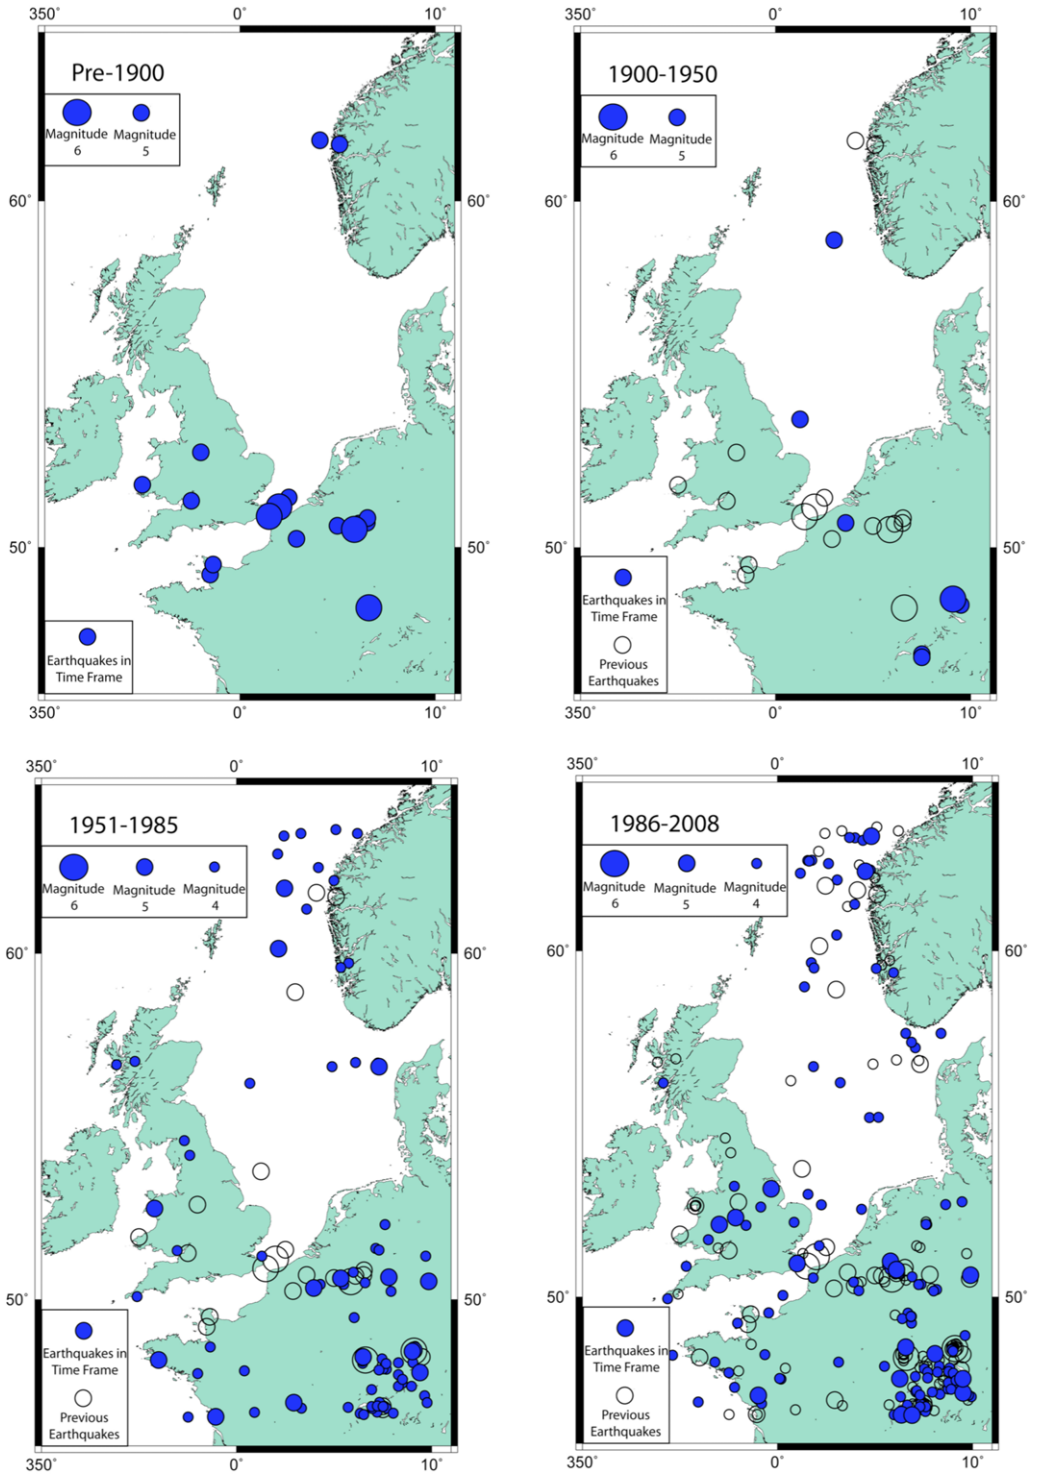 350˚ 0˚ 10˚
Pre-1900
Magnitude Magnitude
6 5
60˚ 60˚
50˚ 50˚
Earthquakes in
Time Frame
350˚ 0˚ 10˚
350˚ 0˚ 10˚
1900-1950
Magnitude Magnitude
6 5
60˚ 60˚
50˚ 50˚
Earthquakes in
Time Frame
Previous
Earthquakes
350˚ 0˚ 10˚
350˚ 0˚ 10˚
1951-1985
Magnitude Magnitude Magnitude
6 5 4
60˚ 60˚
50˚ 50˚
Earthquakes in
Time Frame
Previous
Earthquakes
350˚ 0˚ 10˚
350˚ 0˚ 10˚
1986-2008
Magnitude Magnitude Magnitude
6 5 4
60˚ 60˚
50˚ 50˚
Earthquakes in
Time Frame
Previous
Earthquakes
350˚ 0˚ 10˚